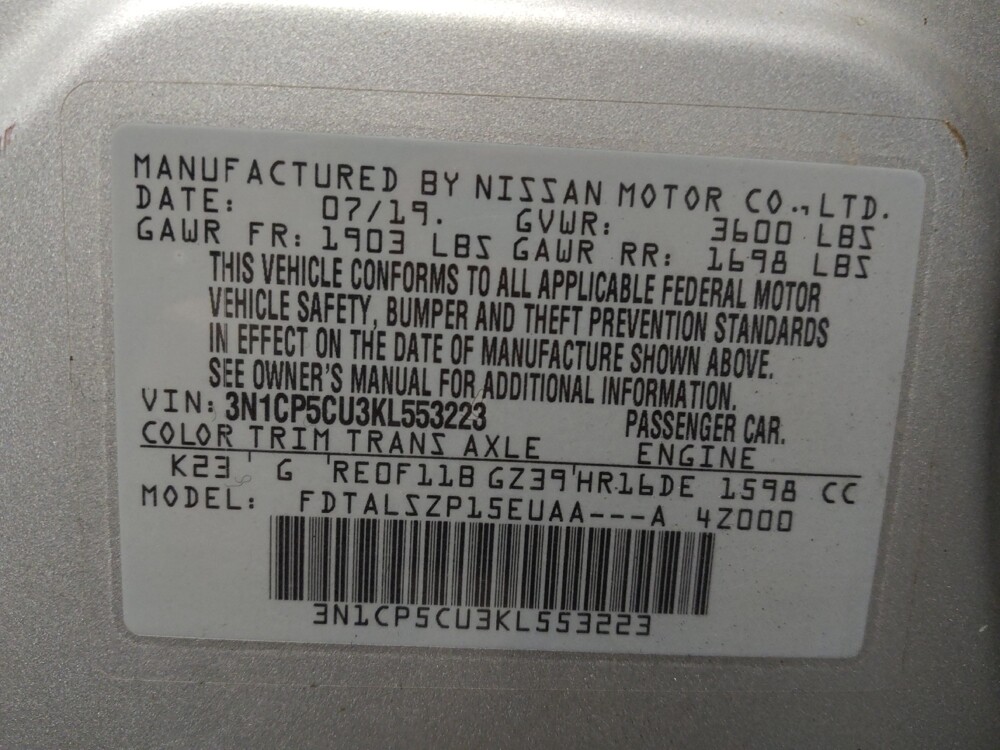 MANUFACTURED BY NISSAN MOTOR CO.,LTD.
DATE: 07/19. GVWR: 3600 LBS
GAWR FR: 1903 LBS GAWR RR: 1698 LBS
THIS VEHICLE CONFORMS TO ALL APPLICABLE FEDERAL MOTOR
VEHICLE SAFETY, BUMPER AND THEFT PREVENTION STANDARDS
IN EFFECT ON THE DATE OF MANUFACTURE SHOWN ABOVE.
SEE OWNER'S MANUAL FOR ADDITIONAL INFORMATION.
VIN: 3N1CP5CU3KL553223 PASSENGER CAR.
COLOR TRIM TRANS AXLE ENGINE
K23 ' G 'RE0F11B GZ39'HR16DE 1598 CC
MODEL: FDTALSZP15EUAA---A 4Z000
3N1CP5CU3KL553223